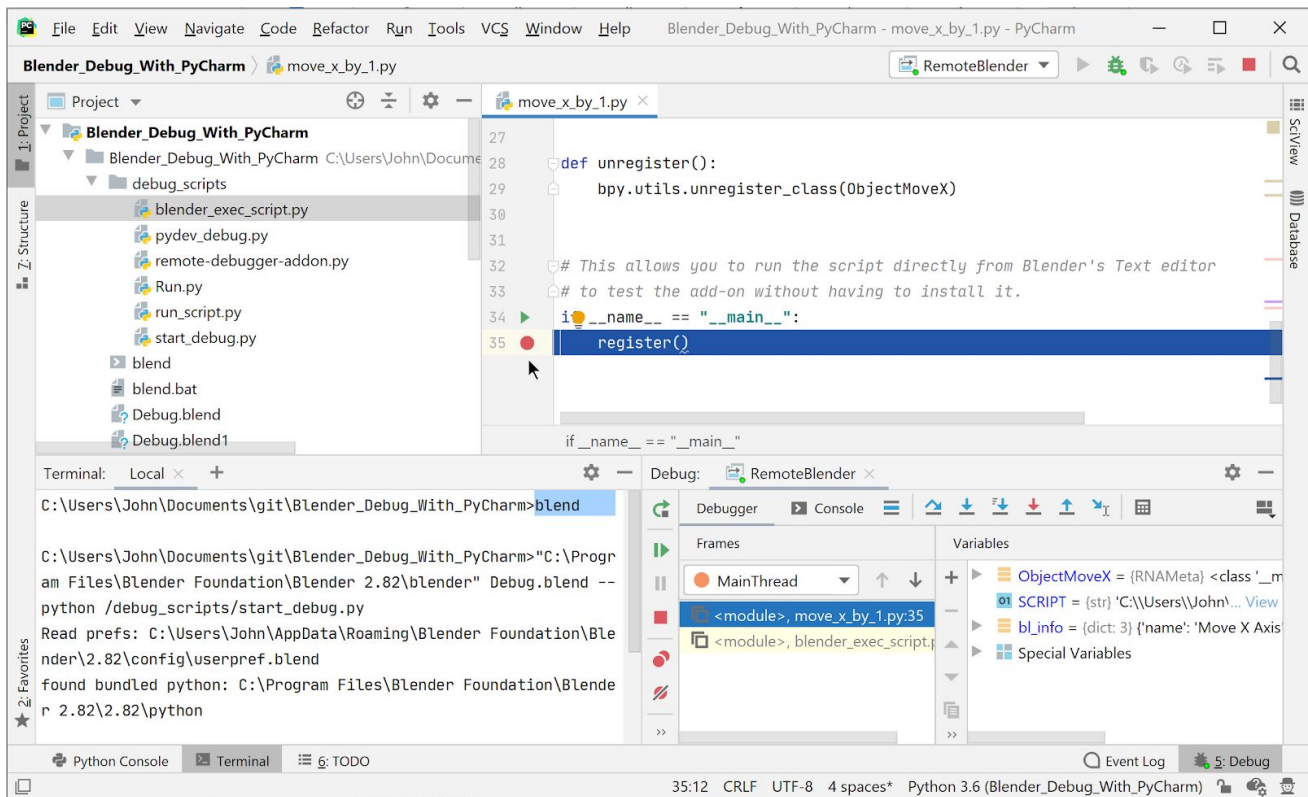 File Edit View Navigate Code Refactor Run Tools VCS Window Help Blender_Debug_With_PyCharm - move_x_by_1.py - PyCharm
Blender_Debug_With_PyCharm move_x_by_1.py RemoteBlender
1: Project
Z: Structure
2: Favorites
Project
Blender_Debug_With_PyCharm
Blender_Debug_With_PyCharm C:\Users\John\Docume
debug_scripts
blender_exec_script.py
pydev_debug.py
remote-debugger-addon.py
Run.py
run_script.py
start_debug.py
blend
blend.bat
Debug.blend
Debug.blend1
move_x_by_1.py
27
28 def unregister():
29 bpy.utils.unregister_class(ObjectMoveX)
30
31
32 # This allows you to run the script directly from Blender's Text editor
33 # to test the add-on without having to install it.
34 i __name__ == "__main__":
35 register()
if __name__ == "__main__"
SciView
Database
Terminal: Local +
C:\Users\John\Documents\git\Blender_Debug_With_PyCharm>blend
C:\Users\John\Documents\git\Blender_Debug_With_PyCharm>"C:\Progr
am Files\Blender Foundation\Blender 2.82\blender" Debug.blend --
python /debug_scripts/start_debug.py
Read prefs: C:\Users\John\AppData\Roaming\Blender Foundation\Ble
nder\2.82\config\userpref.blend
found bundled python: C:\Program Files\Blender Foundation\Blende
r 2.82\2.82\python
Debug: RemoteBlender
Debugger Console
Frames
MainThread
<module>, move_x_by_1.py:35
<module>, blender_exec_script.p
Variables
ObjectMoveX = {RNAMeta} <class '__m
01 SCRIPT = {str} 'C:\\Users\\John\... View
bl_info = {dict: 3} {'name': 'Move X Axis'
Special Variables
Python Console Terminal 6: TODO Event Log 5: Debug
35:12 CRLF UTF-8 4 spaces* Python 3.6 (Blender_Debug_With_PyCharm)